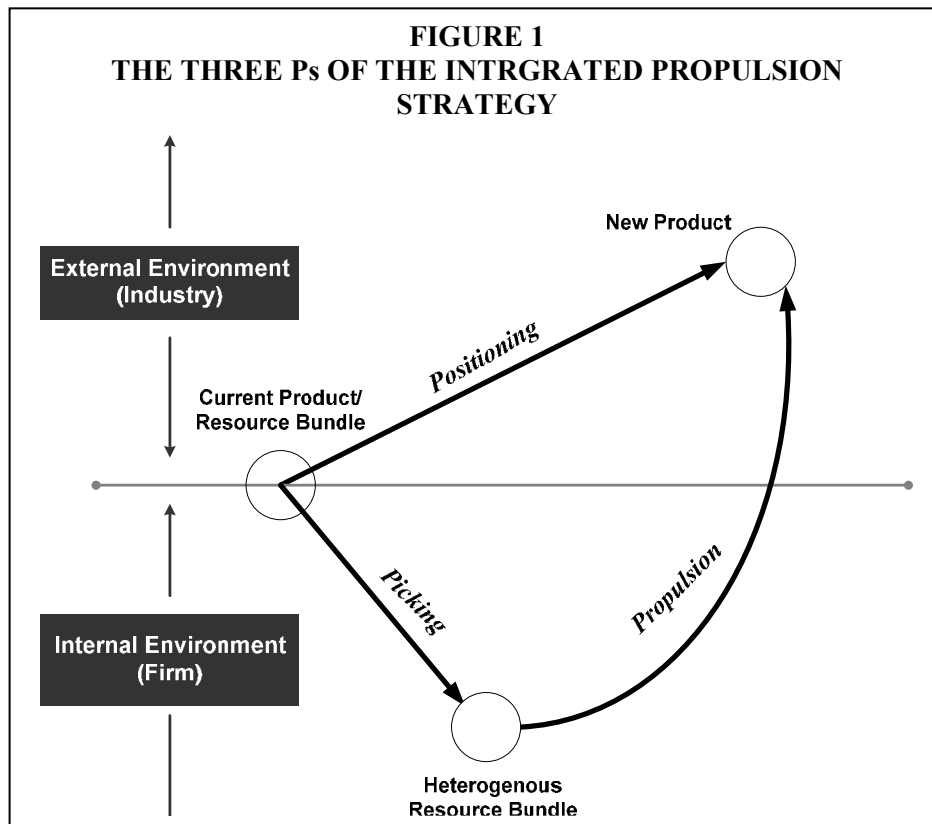 FIGURE 1
THE THREE Ps OF THE INTRGRATED PROPULSION
STRATEGY
New Product
External Environment
(Industry)
Positioning
Current Product/
Resource Bundle
Picking
Propulsion
Internal Environment
(Firm)
Heterogenous
Resource Bundle